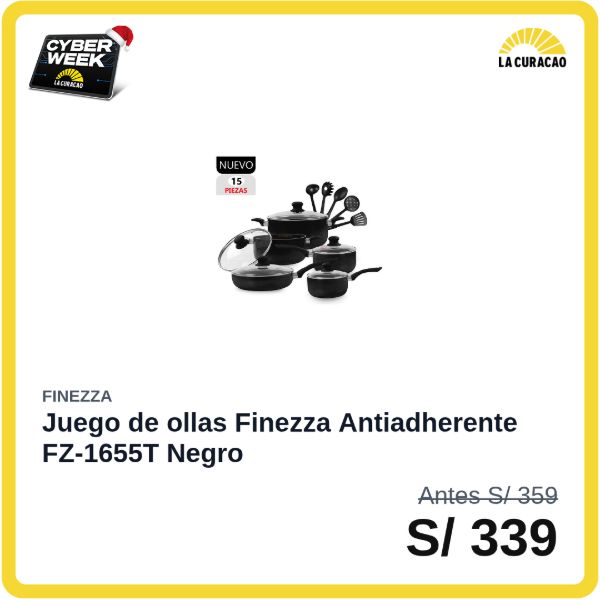 CYBER
WEEK
LA CURACAO
LA CURACAO
NUEVO
15
PIEZAS
FINEZZA
Juego de ollas Finezza Antiadherente
FZ-1655T Negro
Antes S/ 359
S/ 339